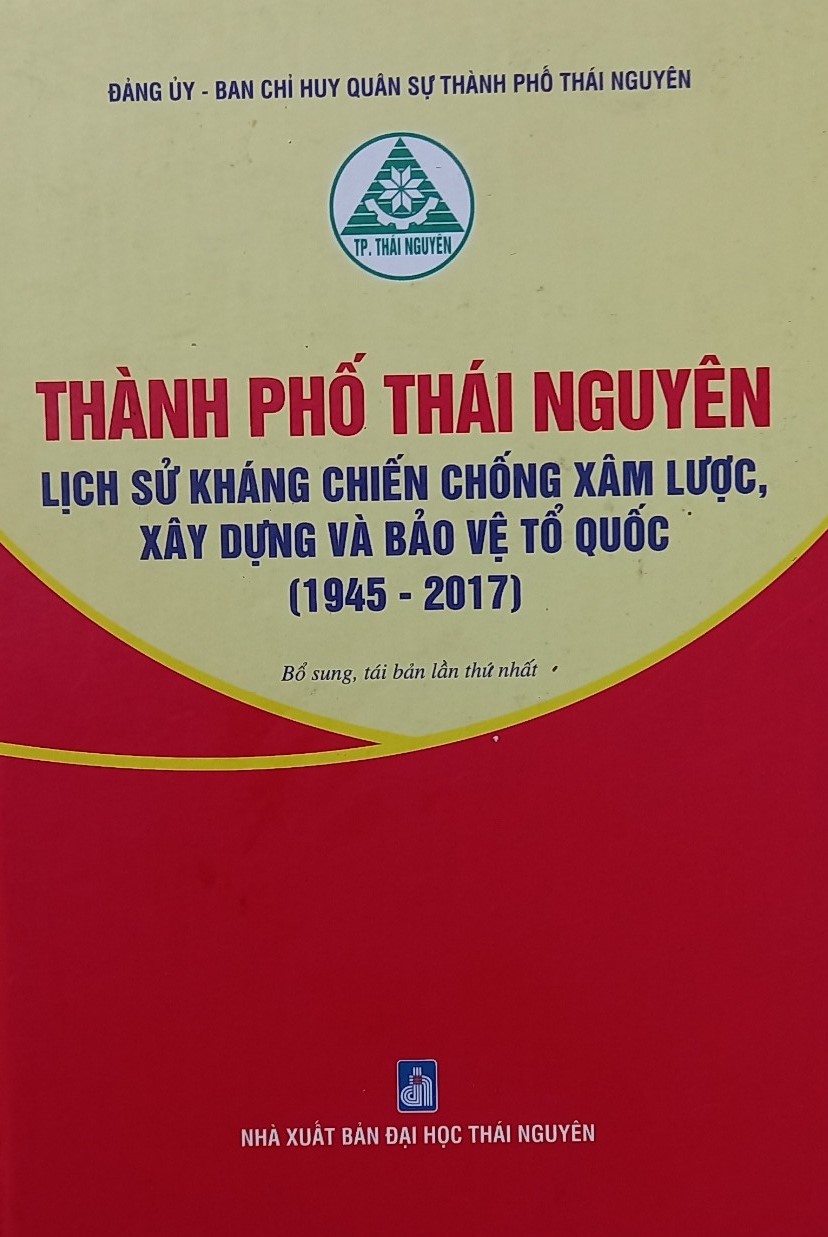 ĐẢNG ỦY - BAN CHỈ HUY QUÂN SỰ THÀNH PHỐ THÁI NGUYÊN
TP. THÁI NGUYÊN
THÀNH PHỐ THÁI NGUYÊN
LỊCH SỬ KHÁNG CHIẾN CHỐNG XÂM LƯỢC,
XÂY DỰNG VÀ BẢO VỆ TỔ QUỐC
(1945 - 2017)
Bổ sung, tái bản lần thứ nhất
NHÀ XUẤT BẢN ĐẠI HỌC THÁI NGUYÊN